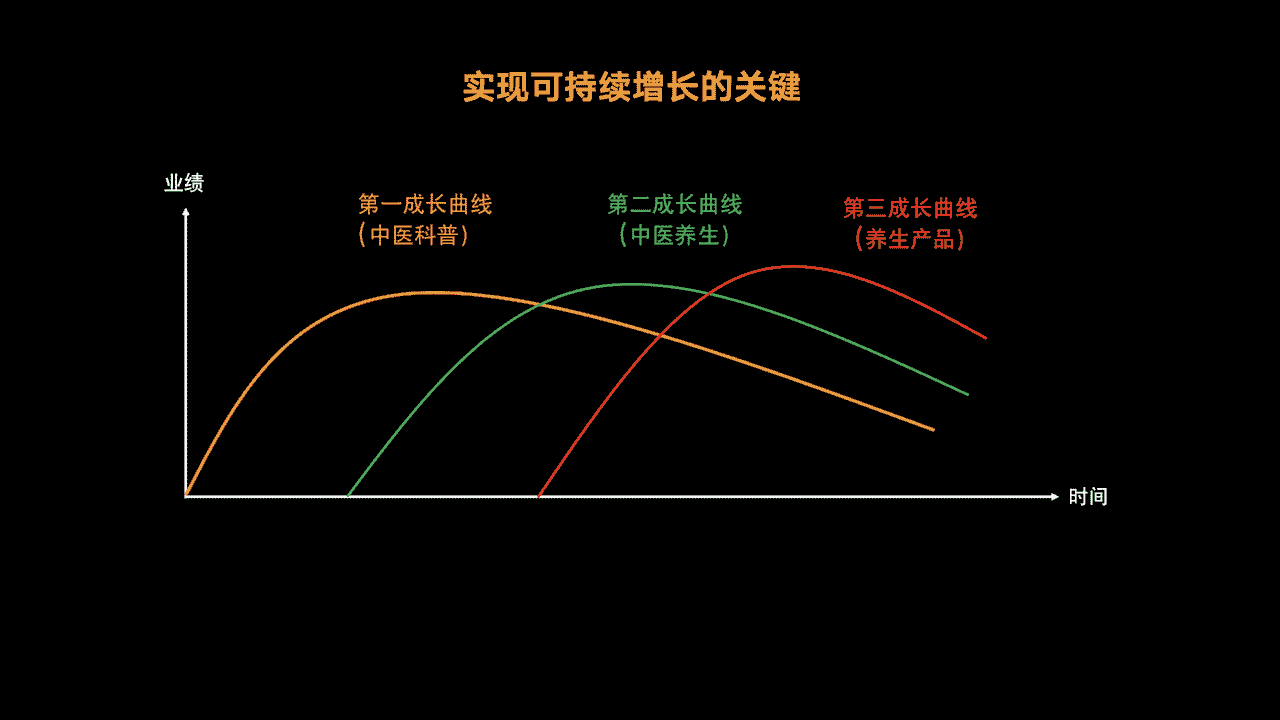 实现可持续增长的关键
业绩
第一成长曲线
(中医科普)
第二成长曲线
(中医养生)
第三成长曲线
(养生产品)
时间